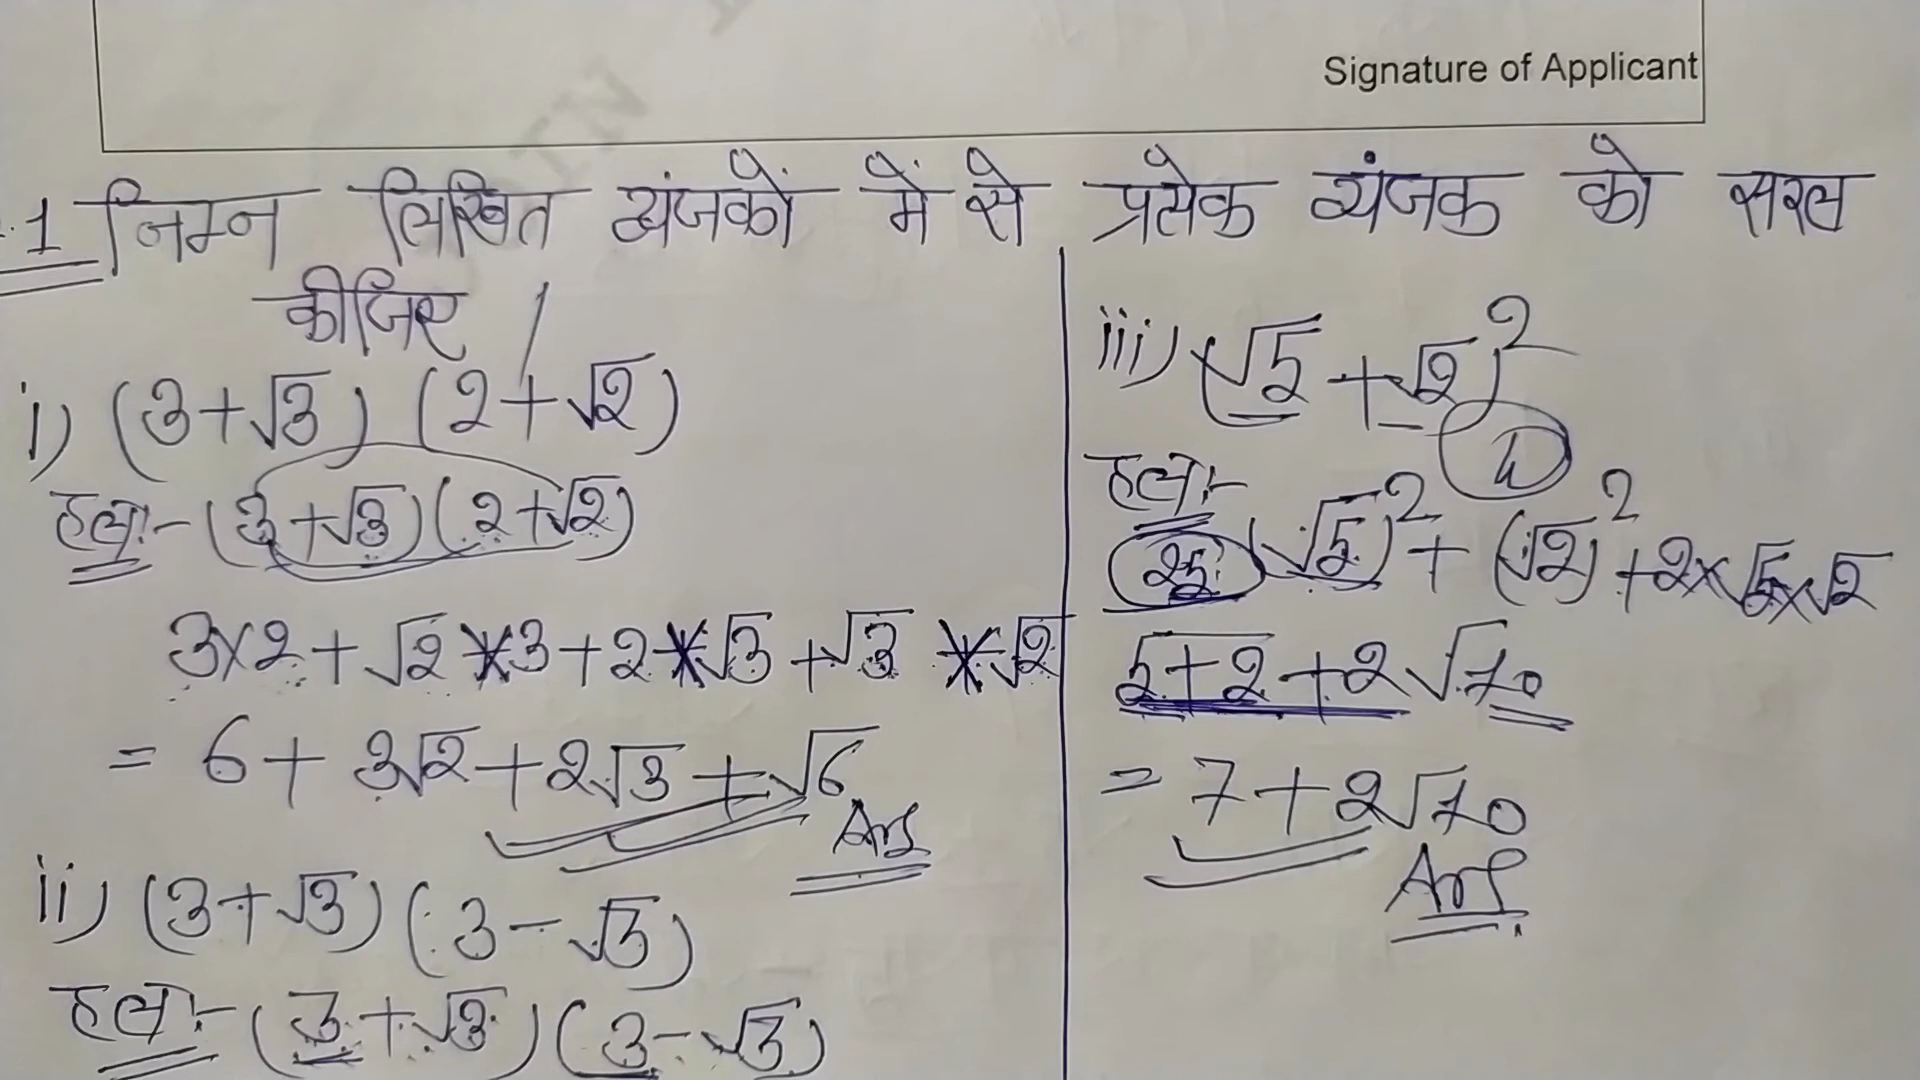 Signature of Applicant
.1 निम्न लिखित व्यंजकों में से प्रत्येक व्यंजक को सरल
कीजिए /
i) (3+√3) (2+√2)
हल:- (3+√3)(2+√2)
3×2+√2×3+2×√3+√3 ×√2
= 6+ 3√2+2√3+√6
Ans
ii) (3+√3)(3-√3)
हल:- (3+√3)(3-√3)
iii) (√5+√2)²
हल:-
25 (√5)²+(√2)²+2×√5×√2
5+2+2√10
= 7+2√10
Ans